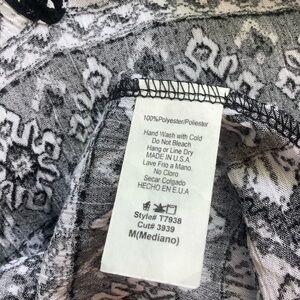 100%Polyester/Poliester
Hand Wash with Cold
Do Not Bleach
Hang or Line Dry
MADE IN U.S.A.
Lave Frio a Mano.
No Cloro
Secar Colgado
HECHO EN E.U.A
Style# T7938
Cut# 3939
M(Mediano)